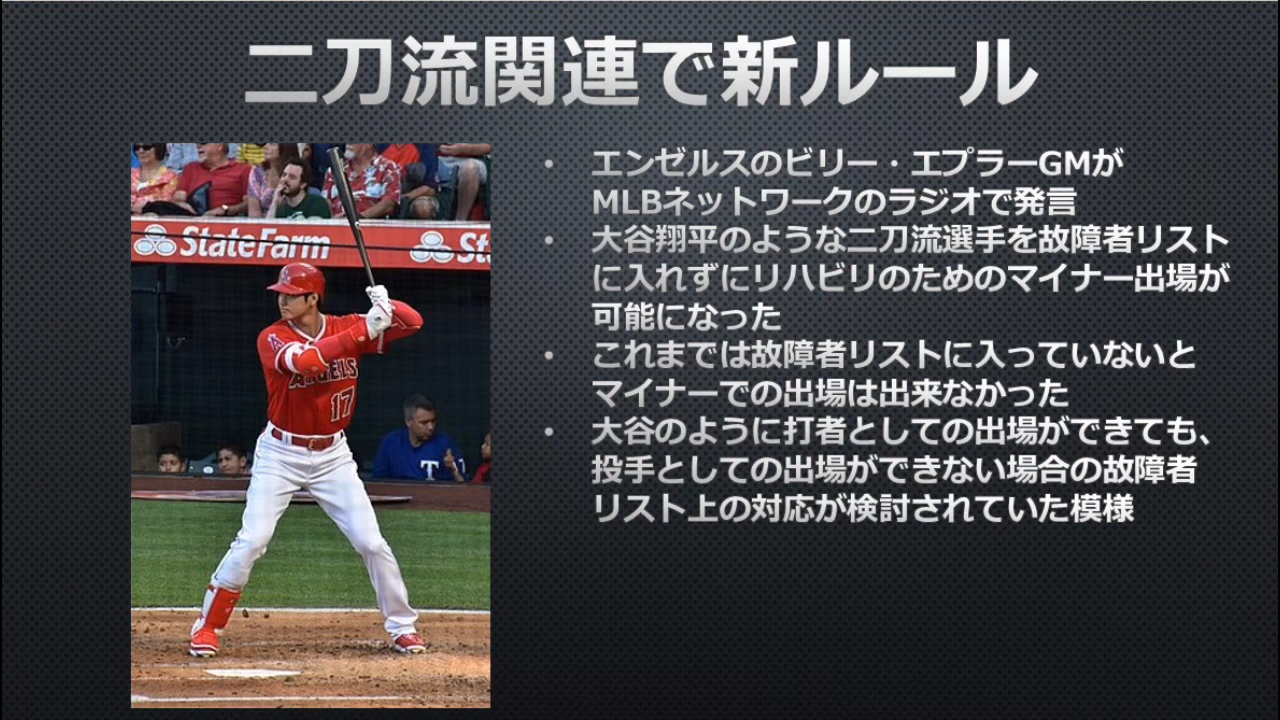 二刀流関連で新ルール
• エンゼルスのビリー・エプラーGMが
MLBネットワークのラジオで発言
• 大谷翔平のような二刀流選手を故障者リスト
に入れずにリハビリのためのマイナー出場が
可能になった
• これまでは故障者リストに入っていないと
マイナーでの出場は出来なかった
• 大谷のように打者としての出場ができても、
投手としての出場ができない場合の故障者
リスト上の対応が検討されていた模様
StateFarm
St
A
ANGELS
17
T